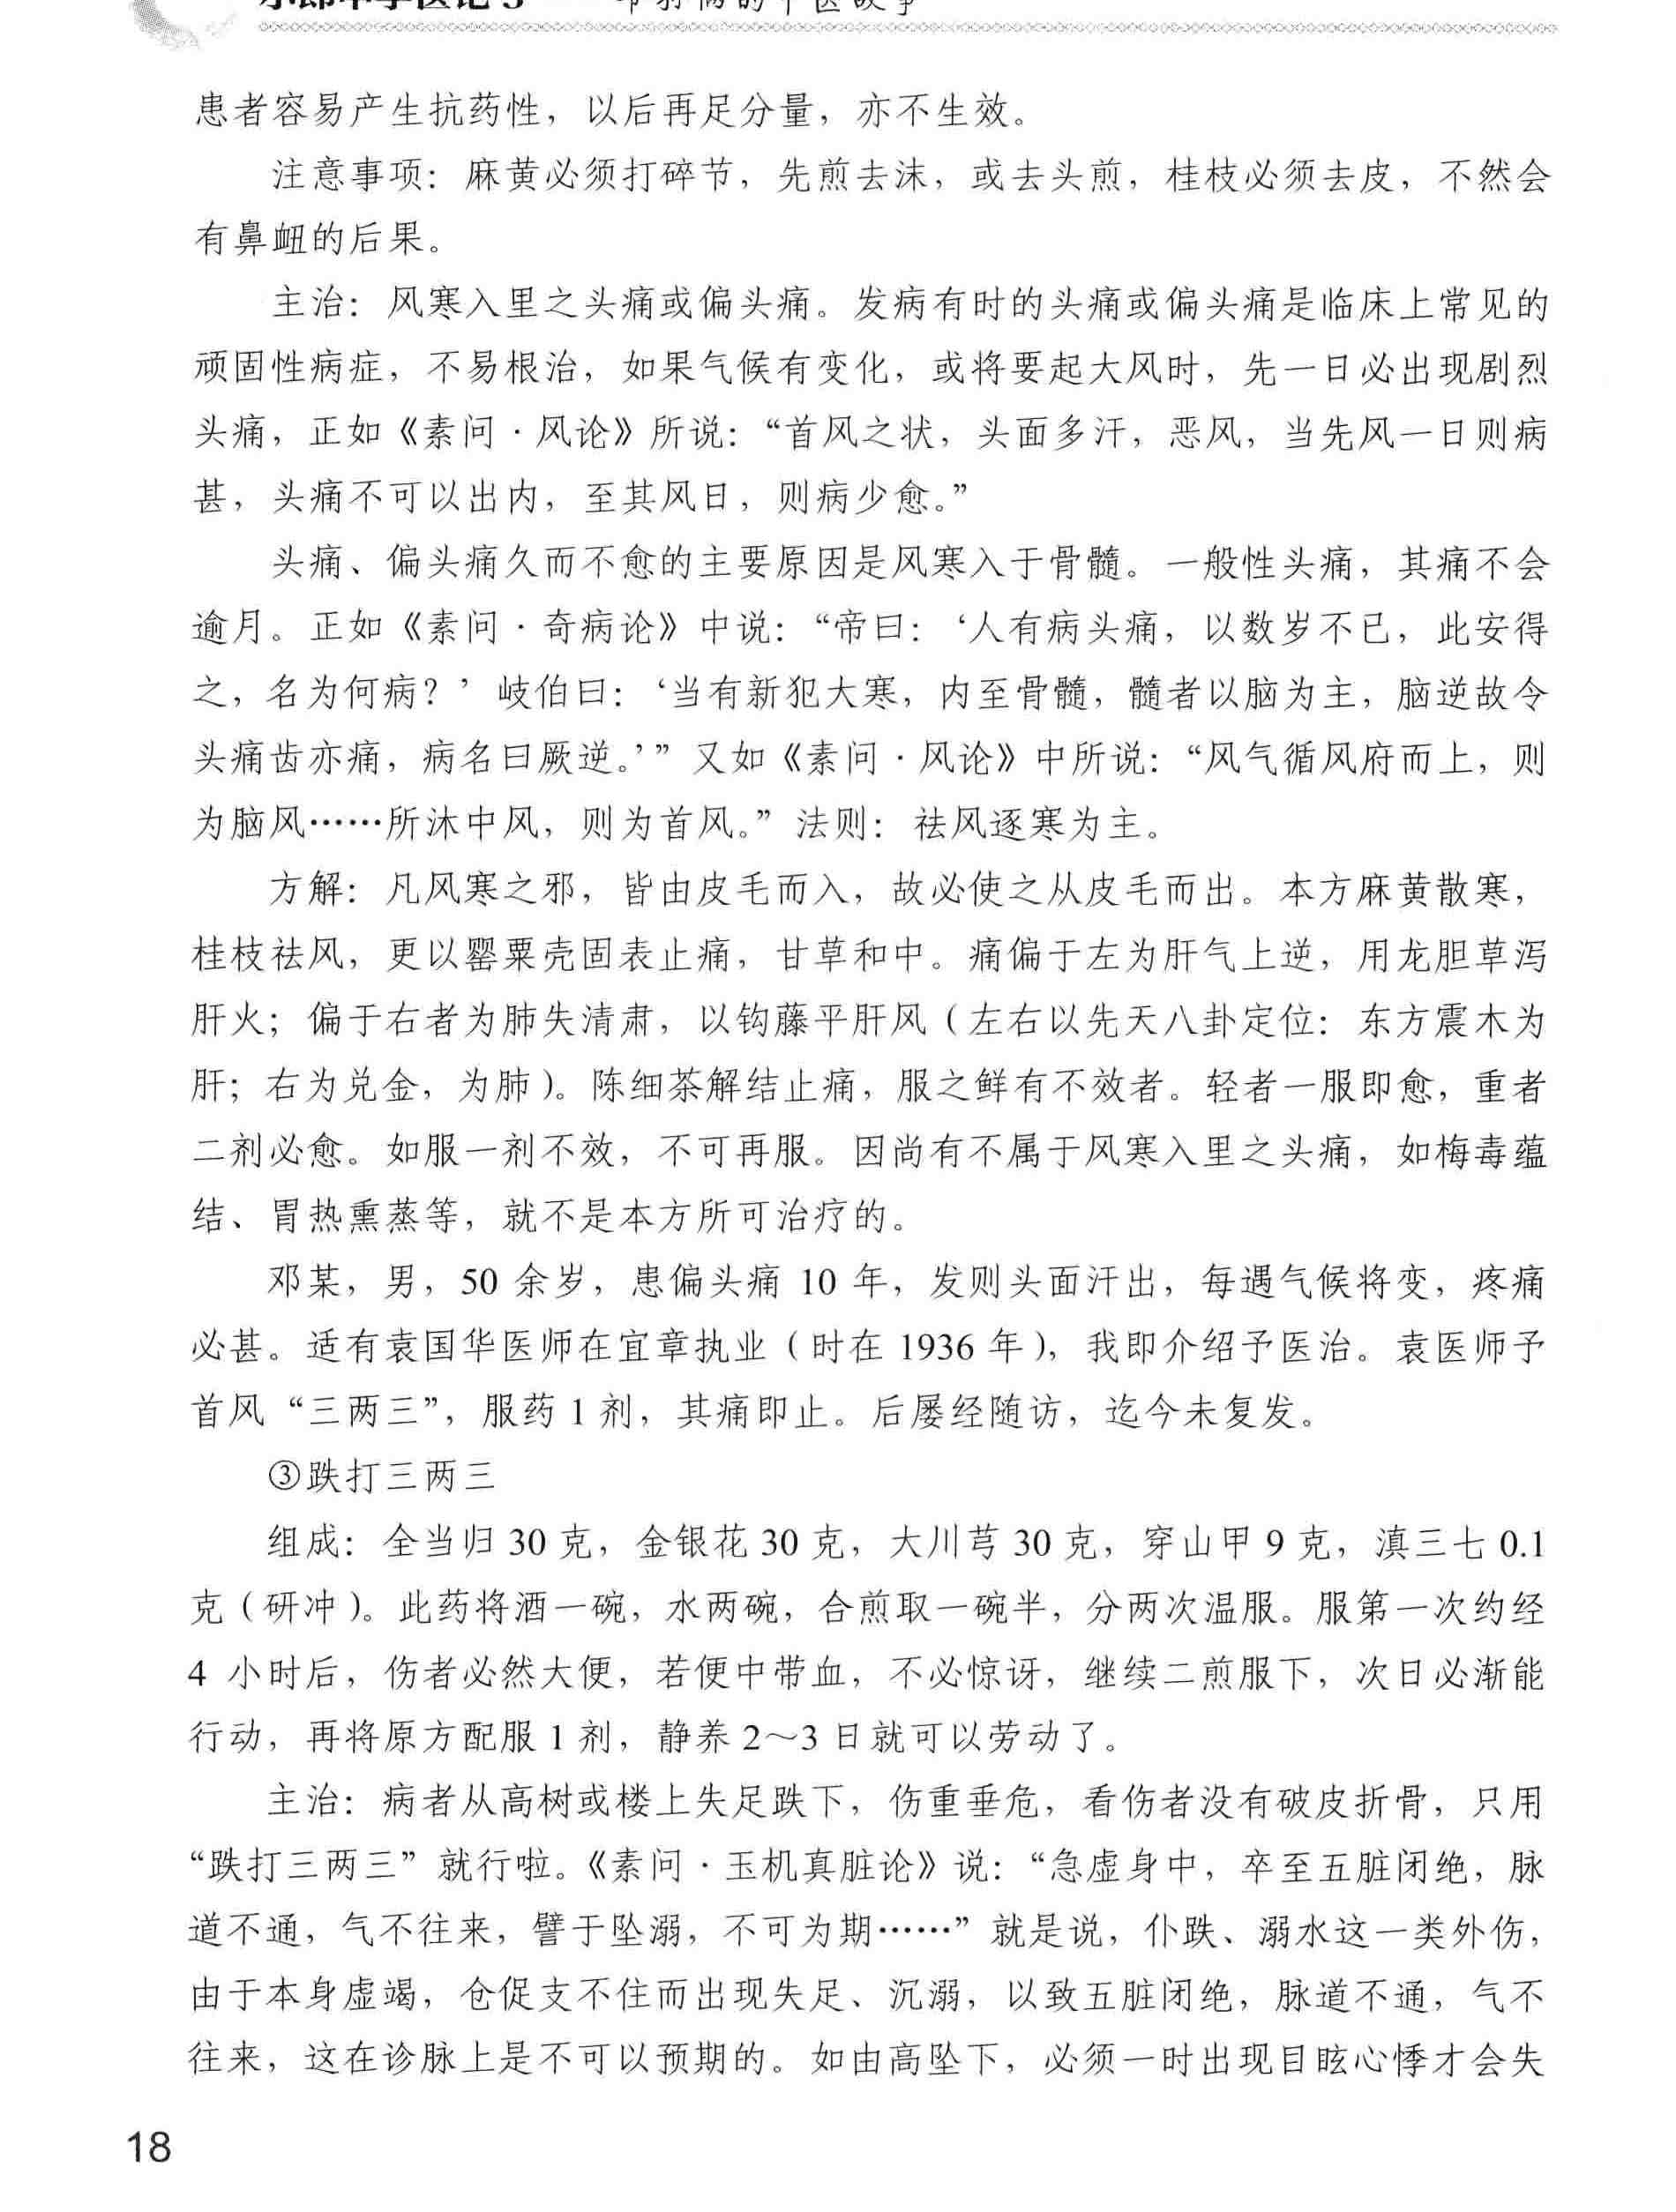 患者容易产生抗药性，以后再足分量，亦不生效。
注意事项：麻黄必须打碎节，先煎去沫，或去头煎，桂枝必须去皮，不然会
有鼻衄的后果。
主治：风寒入里之头痛或偏头痛。发病有时的头痛或偏头痛是临床上常见的
顽固性病症，不易根治，如果气候有变化，或将要起大风时，先一日必出现剧烈
头痛，正如《素问·风论》所说：“首风之状，头面多汗，恶风，当先风一日则病
甚，头痛不可以出内，至其风日，则病少愈。”
头痛、偏头痛久而不愈的主要原因是风寒入于骨髓。一般性头痛，其痛不会
逾月。正如《素问·奇病论》中说：“帝曰：‘人有病头痛，以数岁不已，此安得
之，名为何病？’岐伯曰：‘当有新犯大寒，内至骨髓，髓者以脑为主，脑逆故令
头痛齿亦痛，病名曰厥逆。’”又如《素问·风论》中所说：“风气循风府而上，则
为脑风……所沐中风，则为首风。”法则：祛风逐寒为主。
方解：凡风寒之邪，皆由皮毛而入，故必使之从皮毛而出。本方麻黄散寒，
桂枝祛风，更以罂粟壳固表止痛，甘草和中。痛偏于左为肝气上逆，用龙胆草泻
肝火；偏于右者为肺失清肃，以钩藤平肝风（左右以先天八卦定位：东方震木为
肝；右为兑金，为肺）。陈细茶解结止痛，服之鲜有不效者。轻者一服即愈，重者
二剂必愈。如服一剂不效，不可再服。因尚有不属于风寒入里之头痛，如梅毒蕴
结、胃热熏蒸等，就不是本方所可治疗的。
邓某，男，50 余岁，患偏头痛 10 年，发则头面汗出，每遇气候将变，疼痛
必甚。适有袁国华医师在宜章执业（时在 1936 年），我即介绍予医治。袁医师予
首风“三两三”，服药 1 剂，其痛即止。后屡经随访，迄今未复发。
③跌打三两三
组成：全当归 30 克，金银花 30 克，大川芎 30 克，穿山甲 9 克，滇三七 0.1
克（研冲）。此药将酒一碗，水两碗，合煎取一碗半，分两次温服。服第一次约经
4 小时后，伤者必然大便，若便中带血，不必惊讶，继续二煎服下，次日必渐能
行动，再将原方配服 1 剂，静养 2～3 日就可以劳动了。
主治：病者从高树或楼上失足跌下，伤重垂危，看伤者没有破皮折骨，只用
“跌打三两三”就行啦。《素问·玉机真脏论》说：“急虚身中，卒至五脏闭绝，脉
道不通，气不往来，譬于坠溺，不可为期……”就是说，仆跌、溺水这一类外伤，
由于本身虚竭，仓促支不住而出现失足、沉溺，以致五脏闭绝，脉道不通，气不
往来，这在诊脉上是不可以预期的。如由高坠下，必须一时出现目眩心悸才会失
18